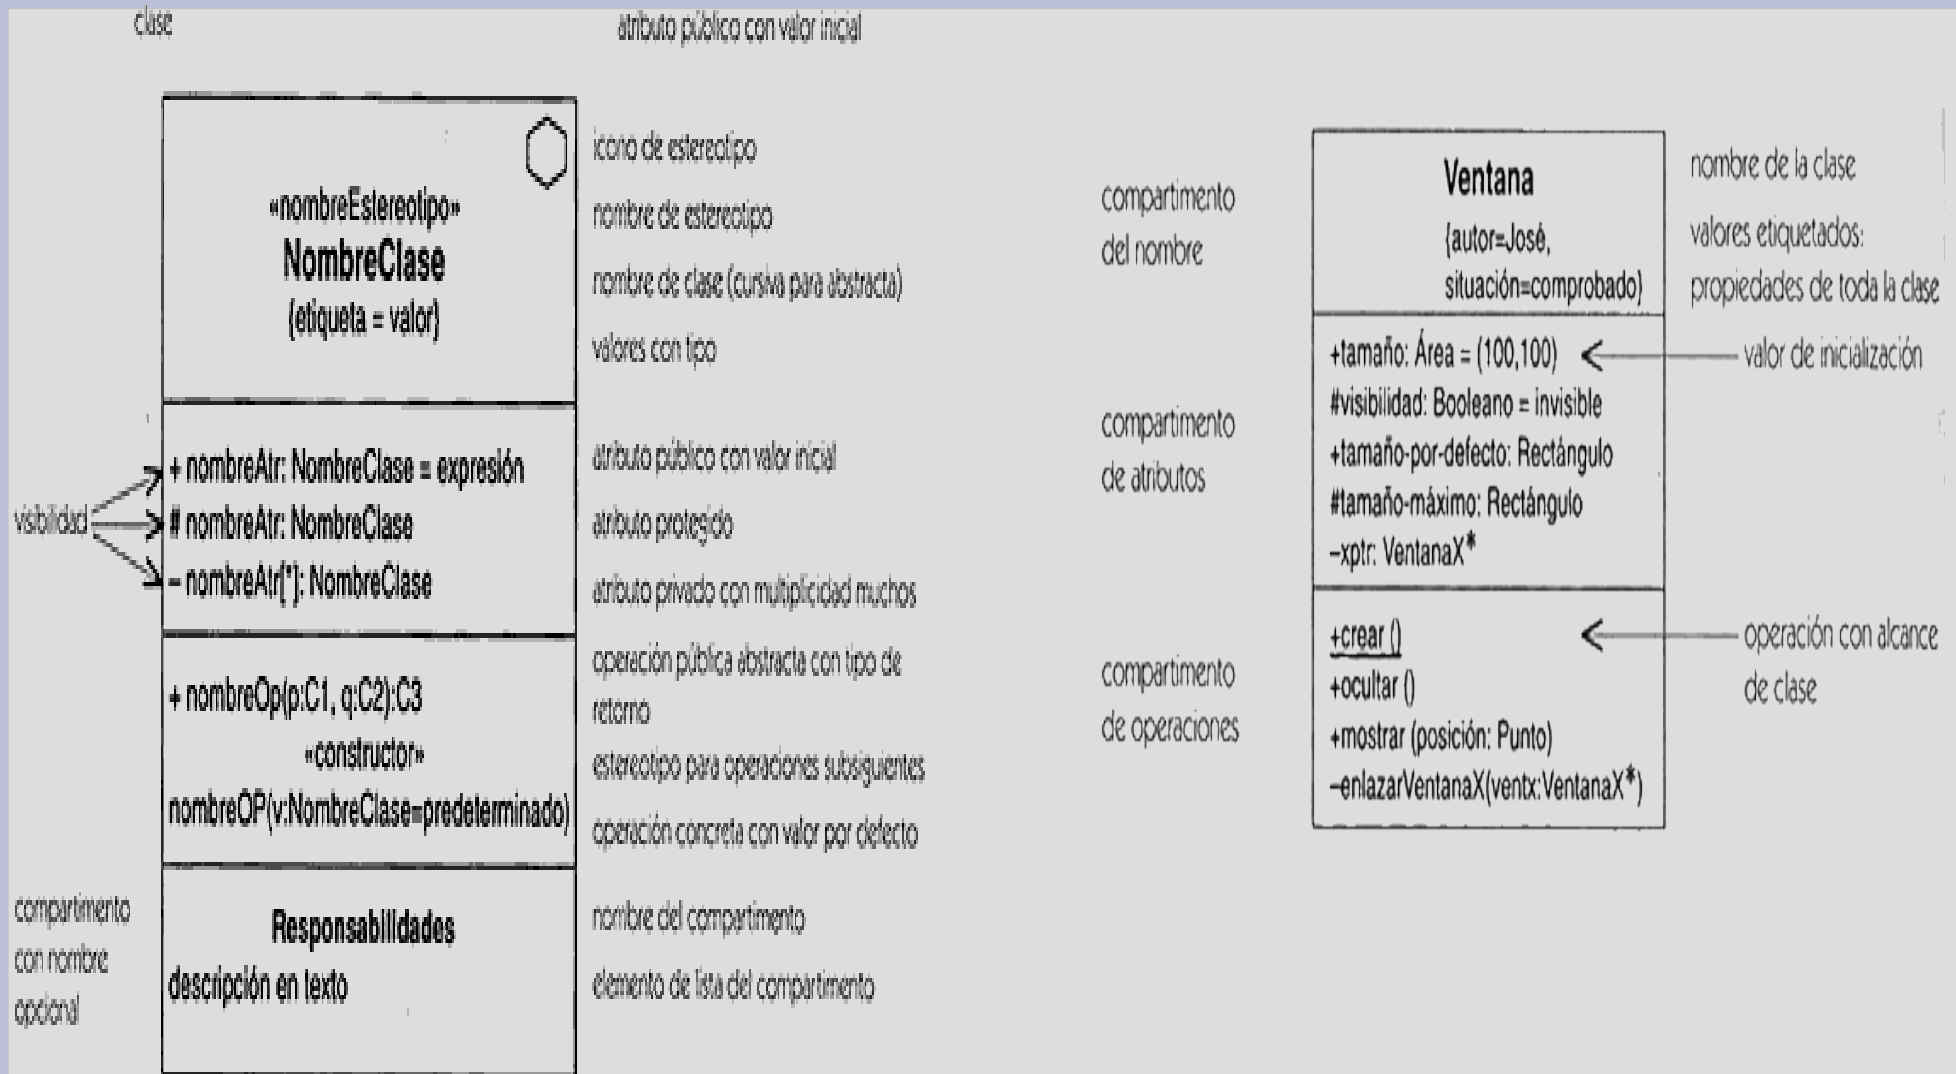 clase
atributo público con valor inicial
«nombreEstereotipo»
NombreClase
{etiqueta = valor}
icono de estereotipo
nombre de estereotipo
nombre de clase (cursiva para abstracta)
valores con tipo
visibilidad
+ nombreAtr: NombreClase = expresión
# nombreAtr: NombreClase
– nombreAtr[*]: NombreClase
atributo público con valor inicial
atributo protegido
atributo privado con multiplicidad muchos
+ nombreOp(p:C1, q:C2):C3
«constructor»
nombreOP(v:NombreClase=predeterminado)
operación pública abstracta con tipo de
retorno
estereotipo para operaciones subsiguientes
operación concreta con valor por defecto
compartimento
con nombre
opcional
Responsabilidades
descripción en texto
nombre del compartimento
elemento de lista del compartimento
compartimento
del nombre
Ventana
{autor=José,
situación=comprobado}
nombre de la clase
valores etiquetados:
propiedades de toda la clase
compartimento
de atributos
+tamaño: Área = (100,100)
#visibilidad: Booleano = invisible
+tamaño-por-defecto: Rectángulo
#tamaño-máximo: Rectángulo
–xptr: VentanaX*
valor de inicialización
compartimento
de operaciones
+crear ()
+ocultar ()
+mostrar (posición: Punto)
–enlazarVentanaX(ventx:VentanaX*)
operación con alcance
de clase